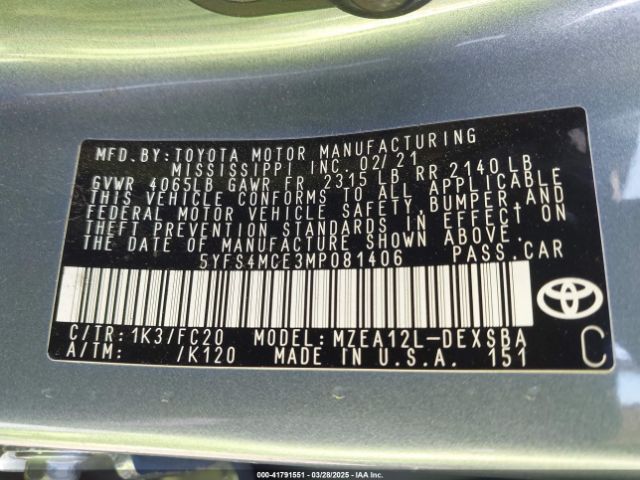 MFD. BY: TOYOTA MOTOR MANUFACTURING
MISSISSIPPI INC. 02/21
GVWR 4065LB GAWR FR 2315 LB RR 2140LB
THIS VEHICLE CONFORMS TO ALL APPLICABLE
FEDERAL MOTOR VEHICLE SAFETY, BUMPER, AND
THEFT PREVENTION STANDARDS IN EFFECT ON
THE DATE OF MANUFACTURE SHOWN ABOVE.
5YFS4MCE3MP081406 PASS. CAR
C/TR: 1K3/FC20 MODEL: MZEA12L-DEXSBA
A/TM: /K120 MADE IN U.S.A. 151
C
000-41791551 | 03/28/2025 | IAA Inc.